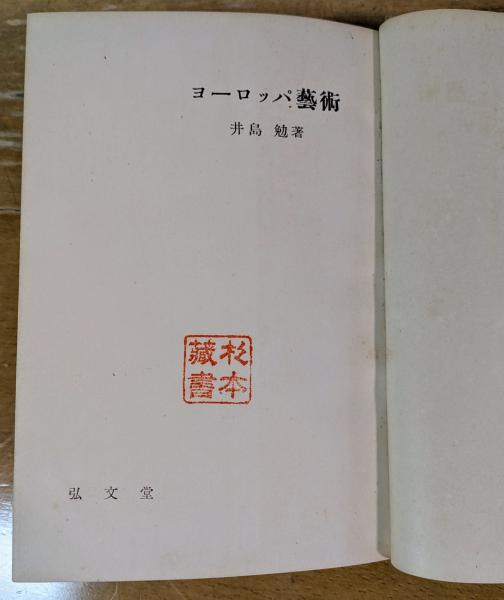 ヨーロッパ藝術
井島 勉著
杉本
藏書
弘文堂